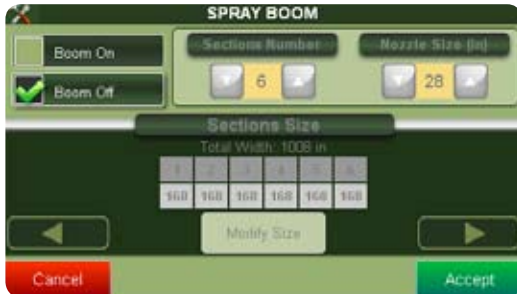 SPRAY BOOM
Boom On
Boom Off
Sections Number
Nozzle Size (in)
6
28
Sections Size
Total Width: 1008 in
1 2 3 4 5 6
168 168 168 168 168 168
Modify Size
Cancel
Accept